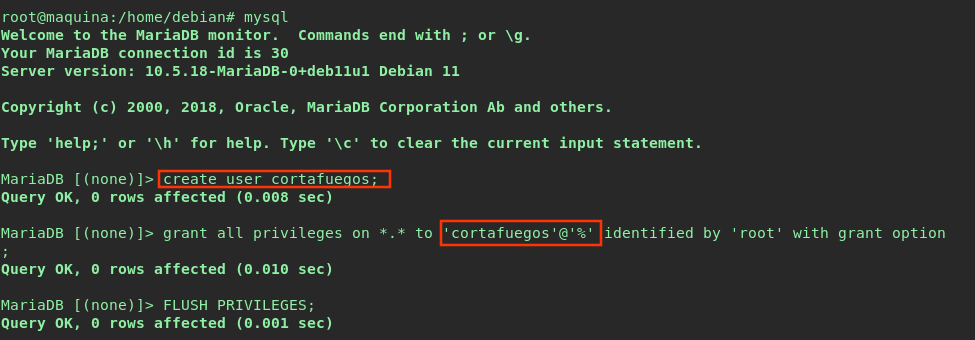 root@maquina:/home/debian# mysql
Welcome to the MariaDB monitor.  Commands end with ; or \g.
Your MariaDB connection id is 30
Server version: 10.5.18-MariaDB-0+deb11u1 Debian 11
Copyright (c) 2000, 2018, Oracle, MariaDB Corporation Ab and others.
Type 'help;' or '\h' for help. Type '\c' to clear the current input statement.
MariaDB [(none)]> create user cortafuegos;
Query OK, 0 rows affected (0.008 sec)
MariaDB [(none)]> grant all privileges on *.* to 'cortafuegos'@'%' identified by 'root' with grant option
;
Query OK, 0 rows affected (0.010 sec)
MariaDB [(none)]> FLUSH PRIVILEGES;
Query OK, 0 rows affected (0.001 sec)